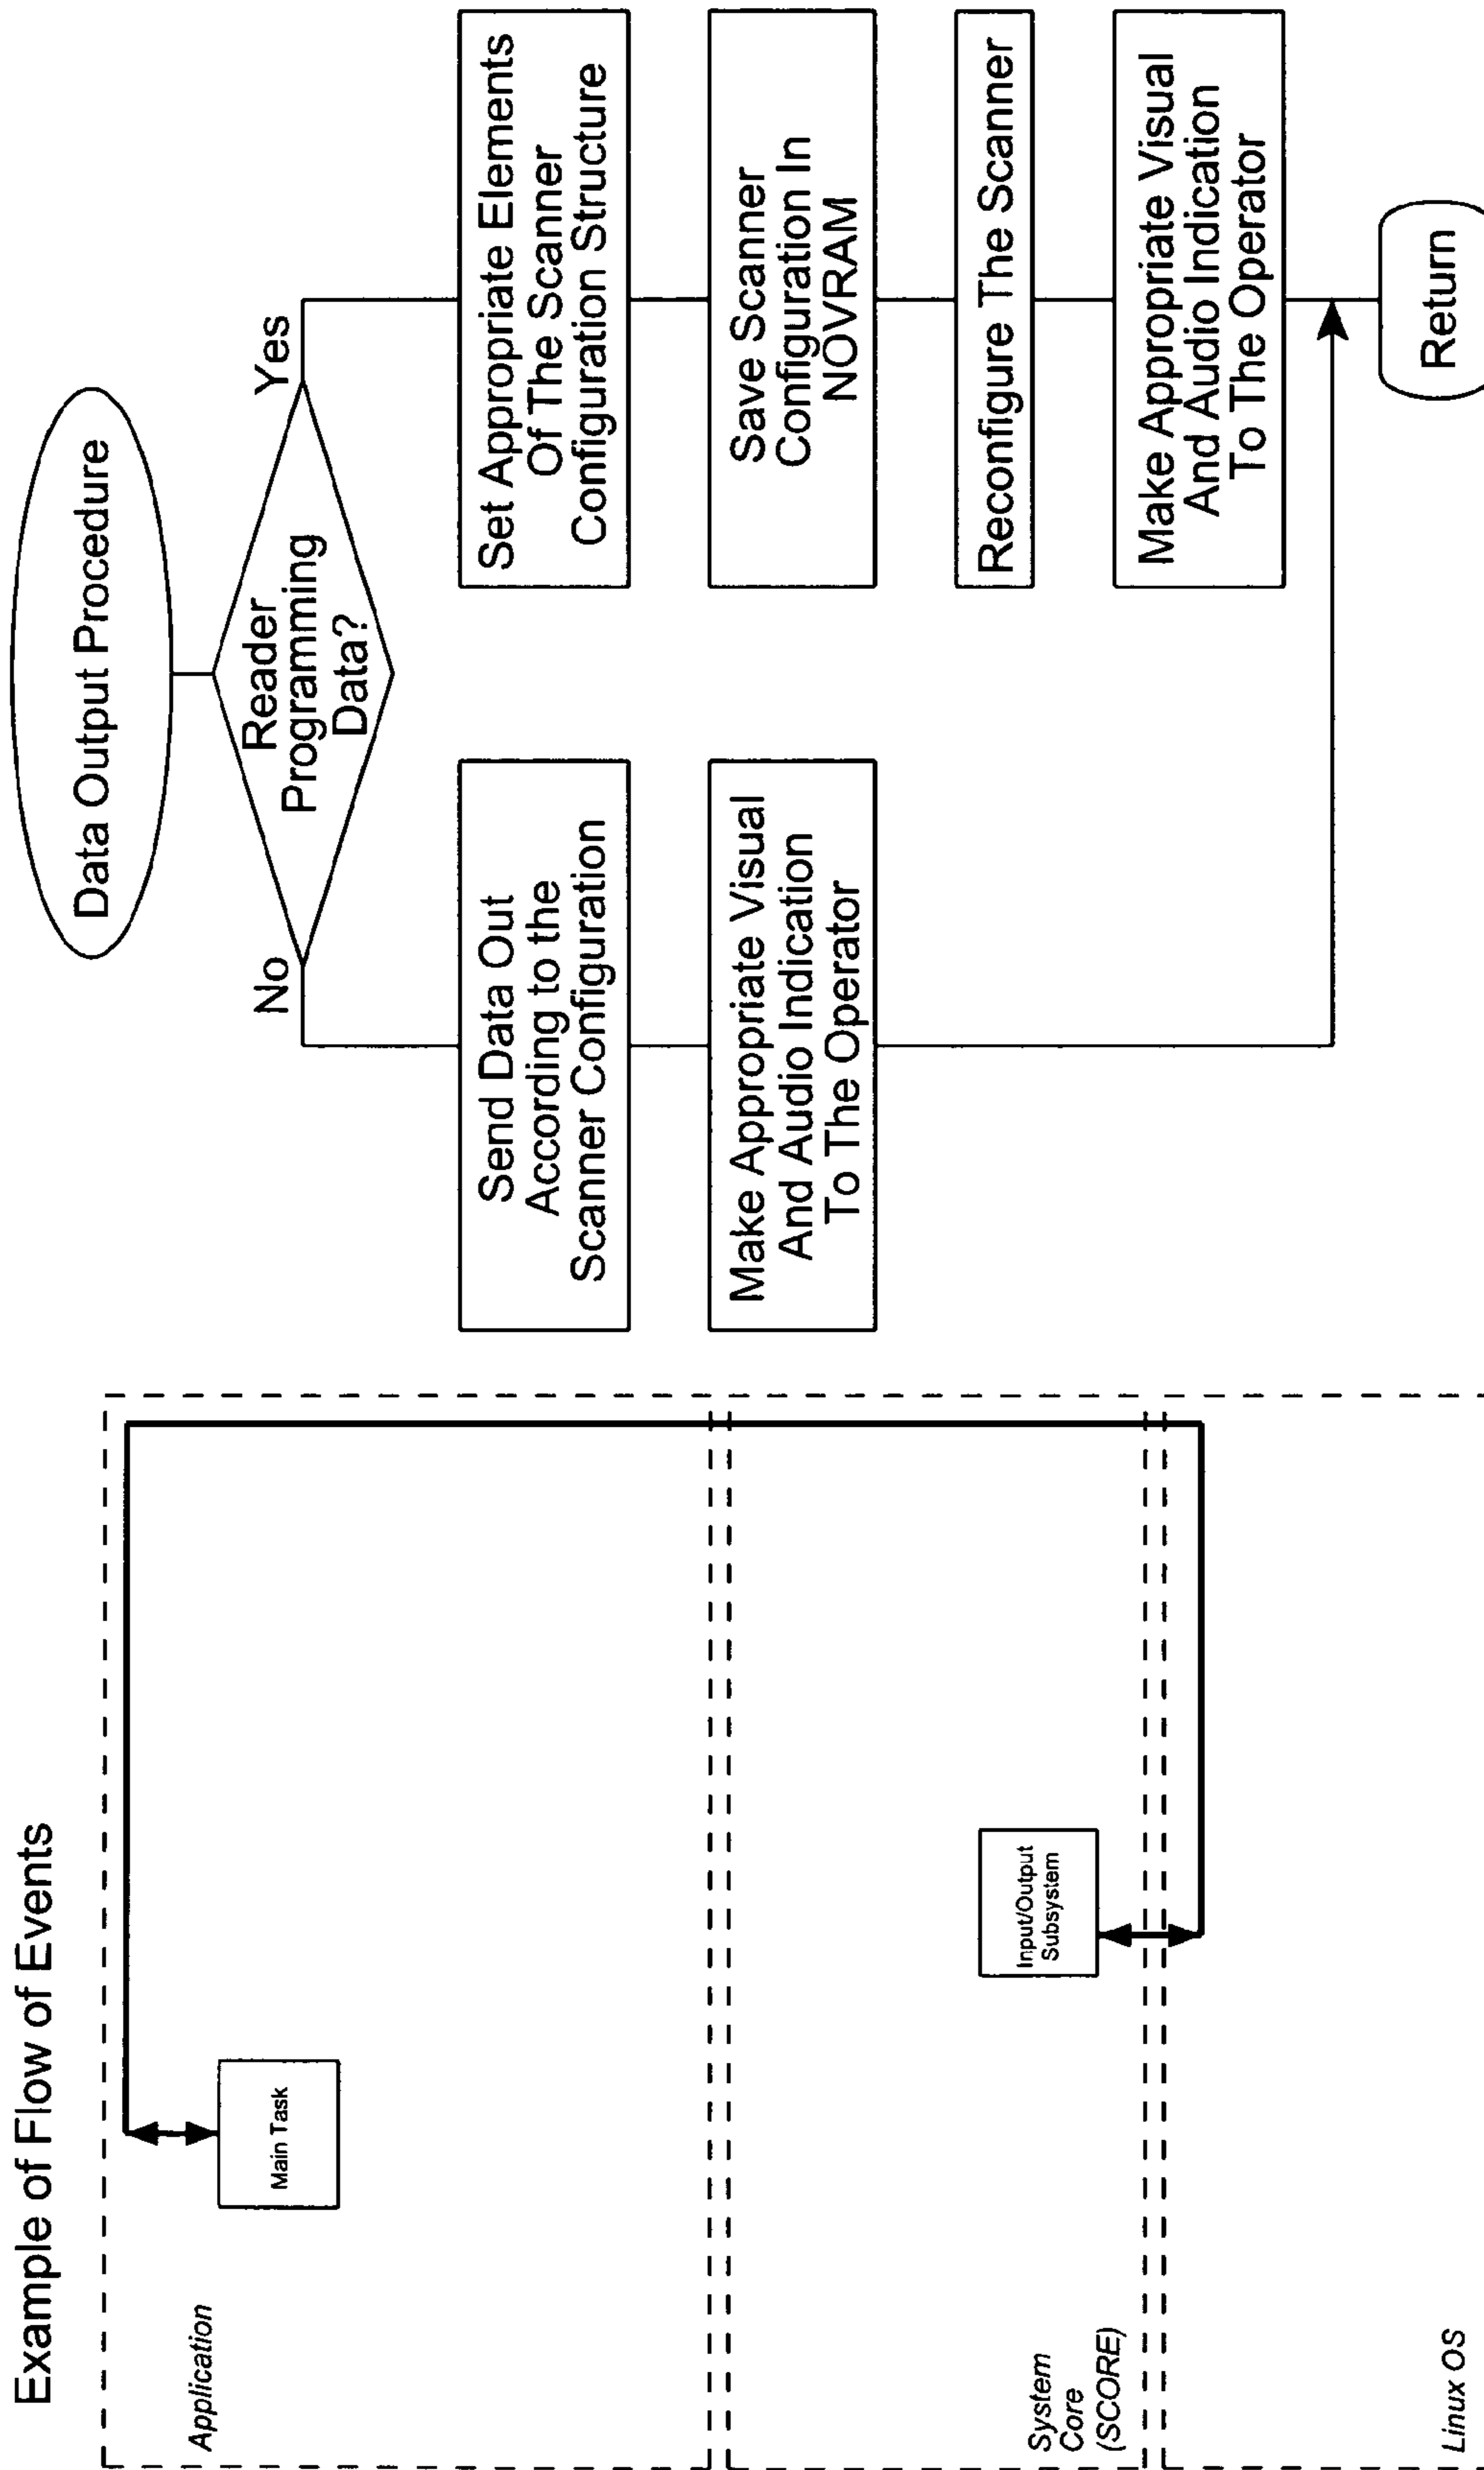 Example of Flow of Events
Application
Main Task
System
Core
(SCORE)
Input/Output
Subsystem
Linux OS
Data Output Procedure
Reader
Programming
Data?
No
Yes
Send Data Out
According to the
Scanner Configuration
Make Appropriate Visual
And Audio Indication
To The Operator
Set Appropriate Elements
Of The Scanner
Configuration Structure
Save Scanner
Configuration In
NOVRAM
Reconfigure The Scanner
Make Appropriate Visual
And Audio Indication
To The Operator
Return